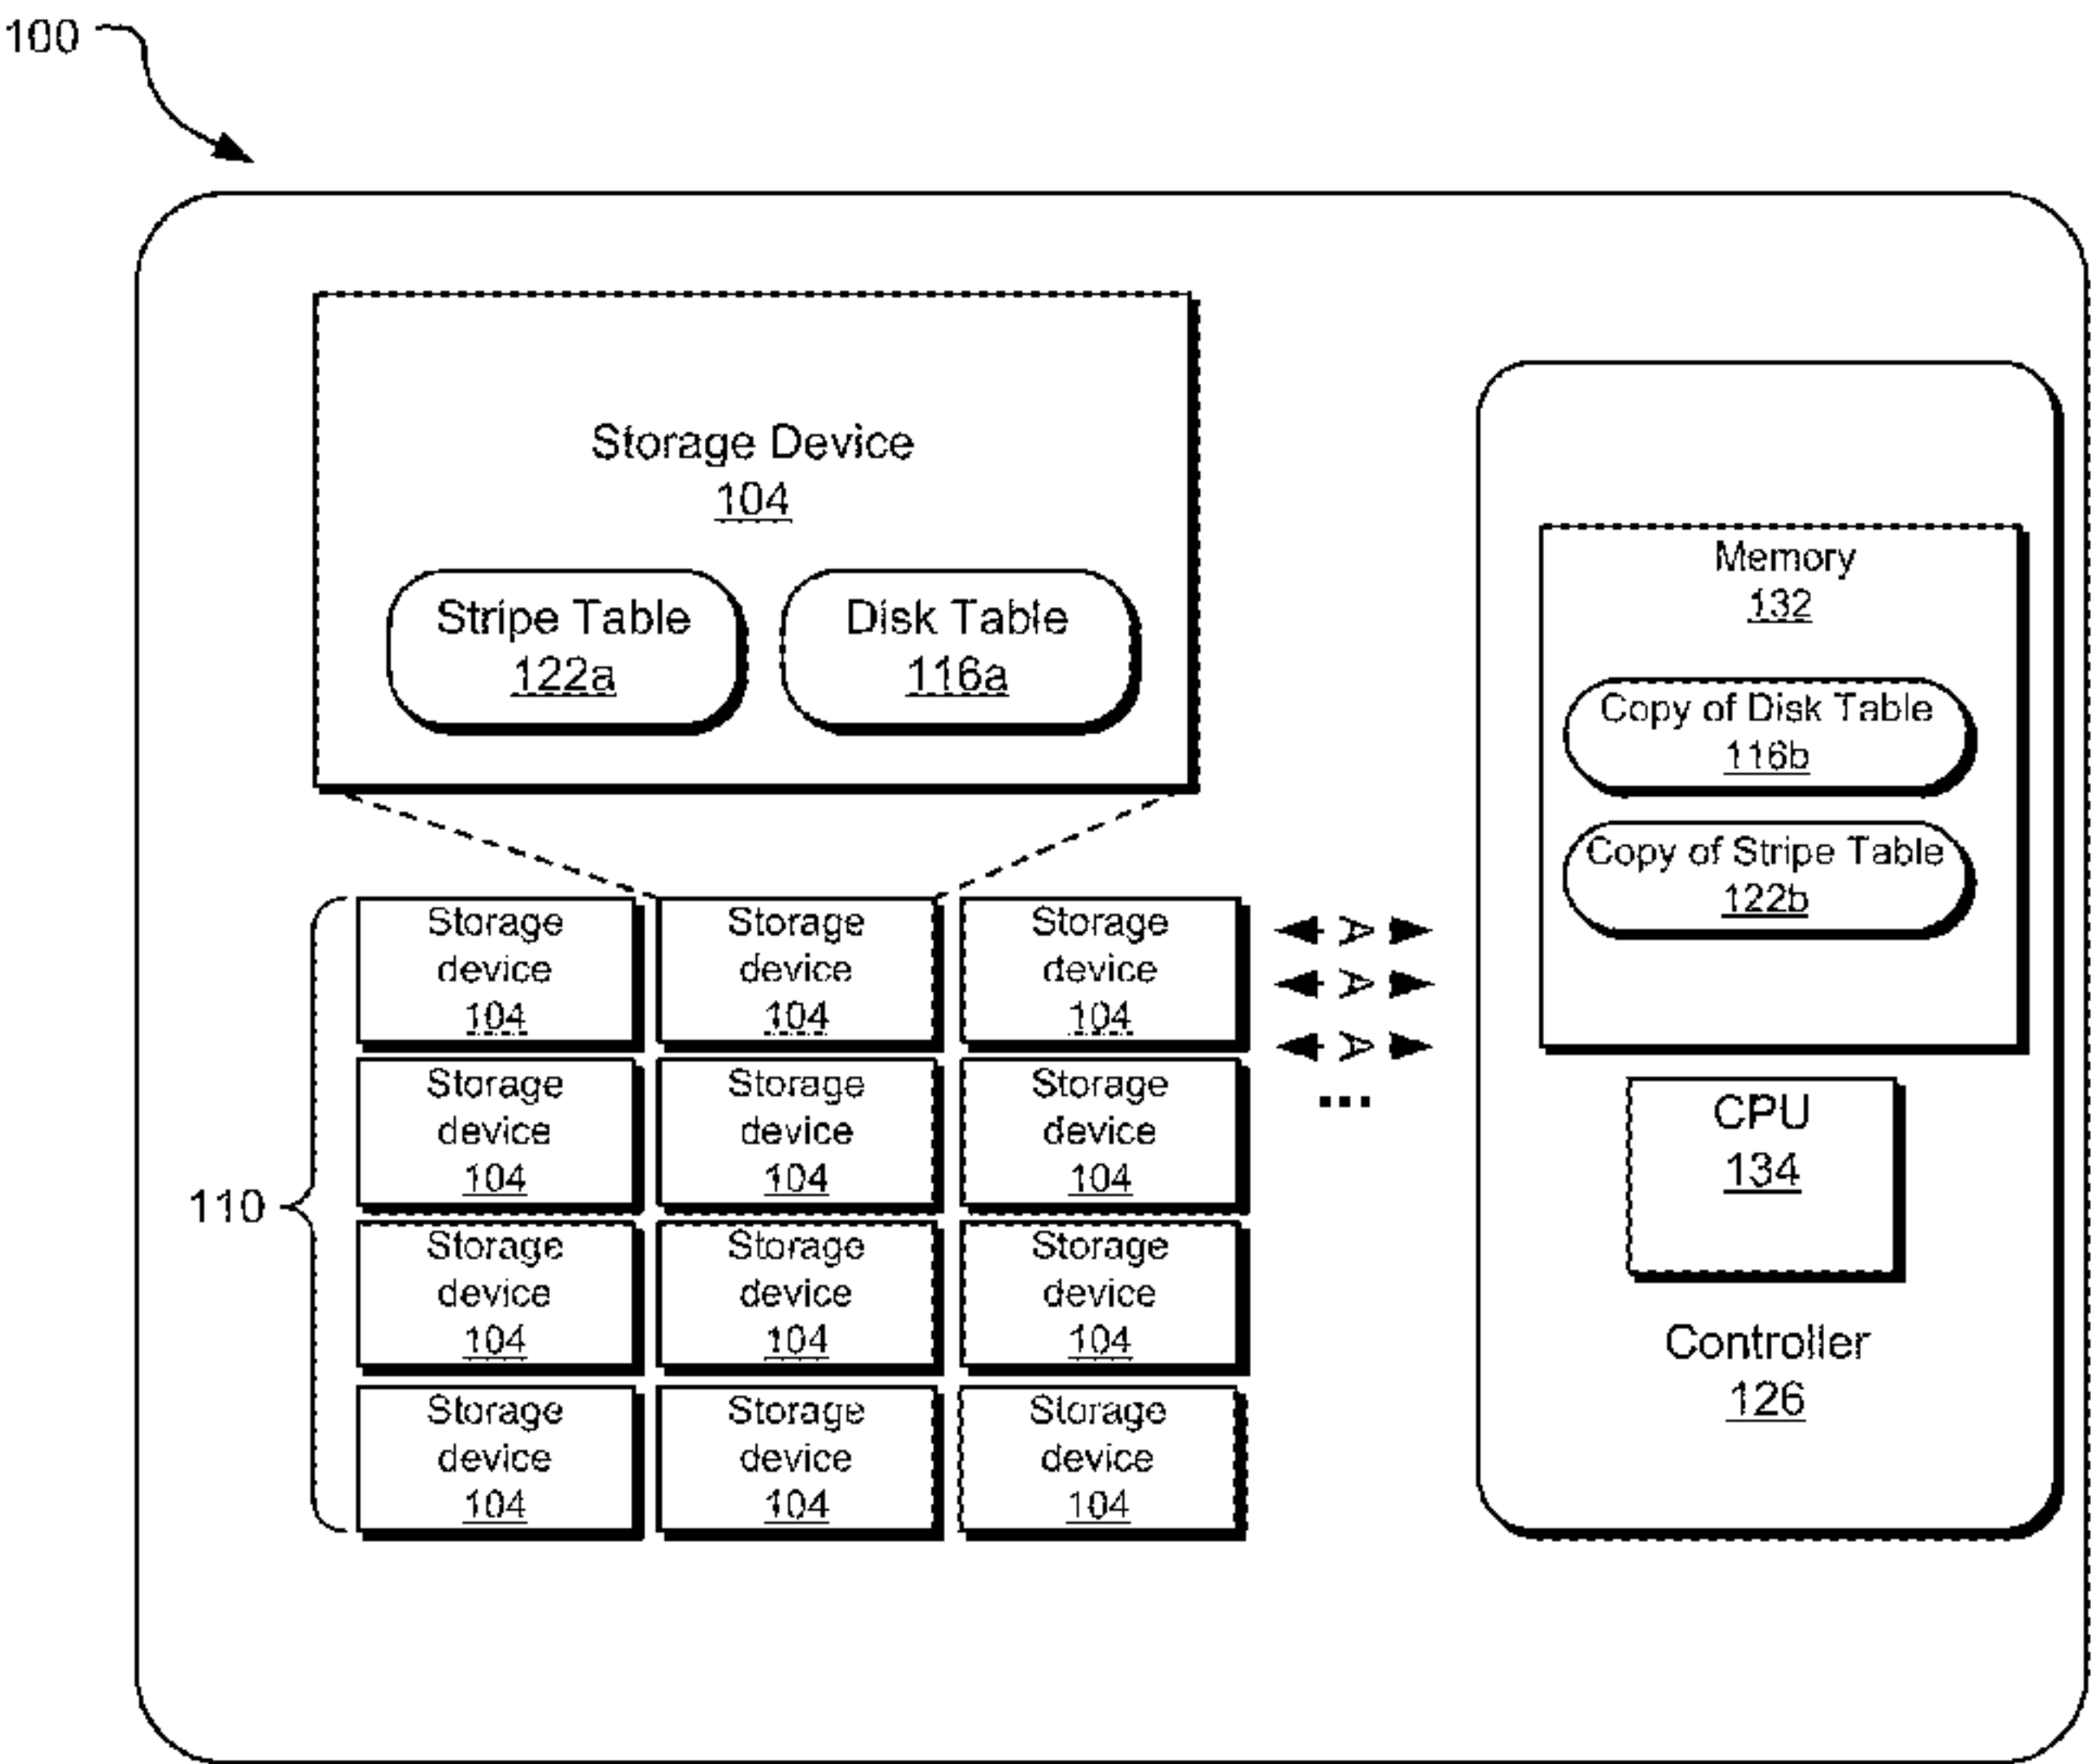 100
Storage Device
104
Stripe Table
122a
Disk Table
116a
Memory
132
Copy of Disk Table
116b
Copy of Stripe Table
122b
CPU
134
Controller
126
110
Storage
device
104
Storage
device
104
Storage
device
104
Storage
device
104
Storage
device
104
Storage
device
104
Storage
device
104
Storage
device
104
Storage
device
104
Storage
device
104
Storage
device
104
Storage
device
104
A
A
A
...